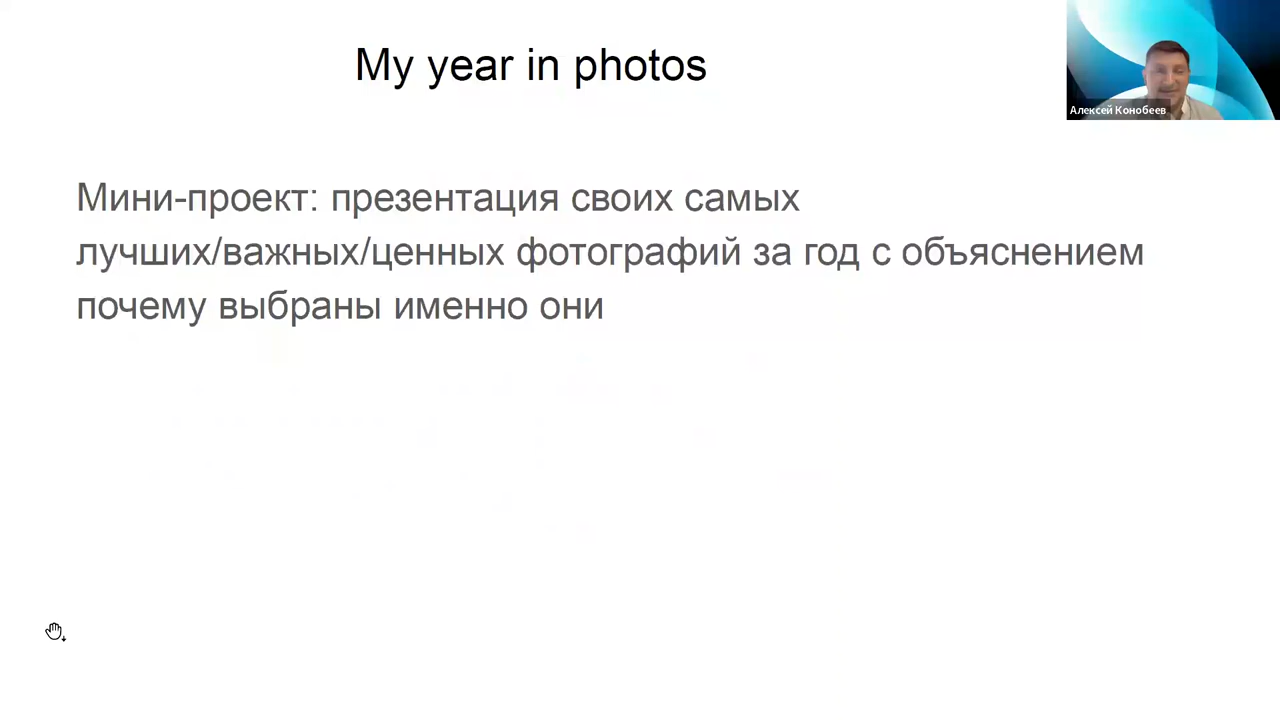 My year in photos
Алексей Конобеев
Мини-проект: презентация своих самых
лучших/важных/ценных фотографий за год с объяснением
почему выбраны именно они